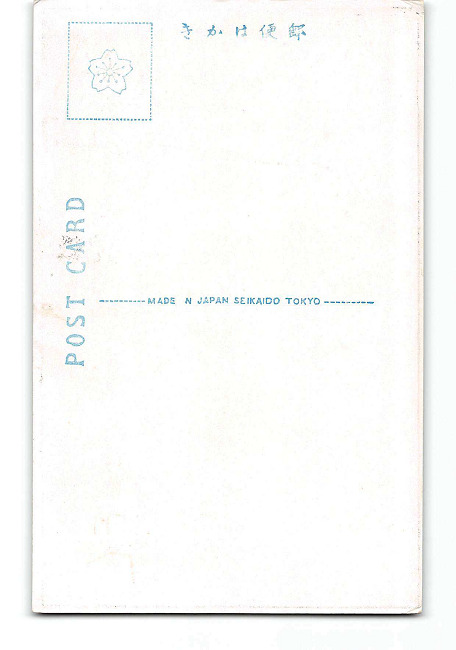 きかは便郵
POST CARD
MADE N JAPAN SEIKAIDO TOKYO